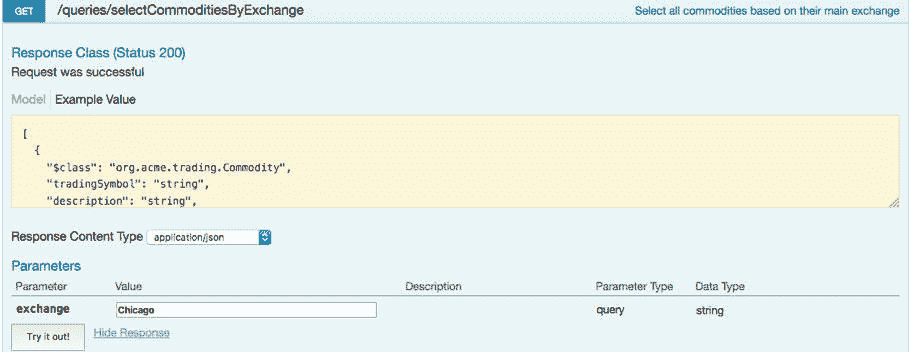 GET /queries/selectCommoditiesByExchange Select all commodities based on their main exchange
Response Class (Status 200)
Request was successful
Model Example Value
[
{
"$class": "org.acme.trading.Commodity",
"tradingSymbol": "string",
"description": "string",
Response Content Type application/json
Parameters
Parameter Value Description Parameter Type Data Type
exchange Chicago query string
Try it out! Hide Response